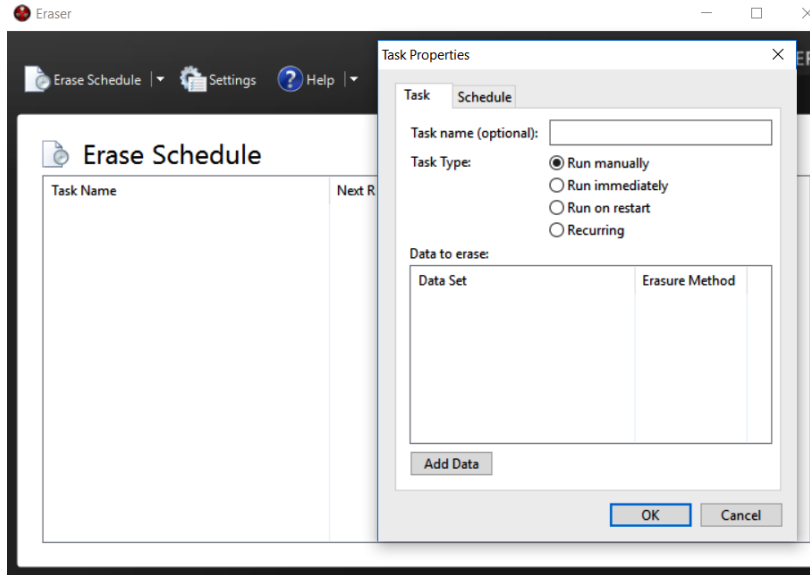 Eraser
Erase Schedule
Settings
Help
Erase Schedule
Task Name
Next R
Task Properties
Task
Schedule
Task name (optional):
Task Type:
Run manually
Run immediately
Run on restart
Recurring
Data to erase:
Data Set
Erasure Method
Add Data
OK
Cancel